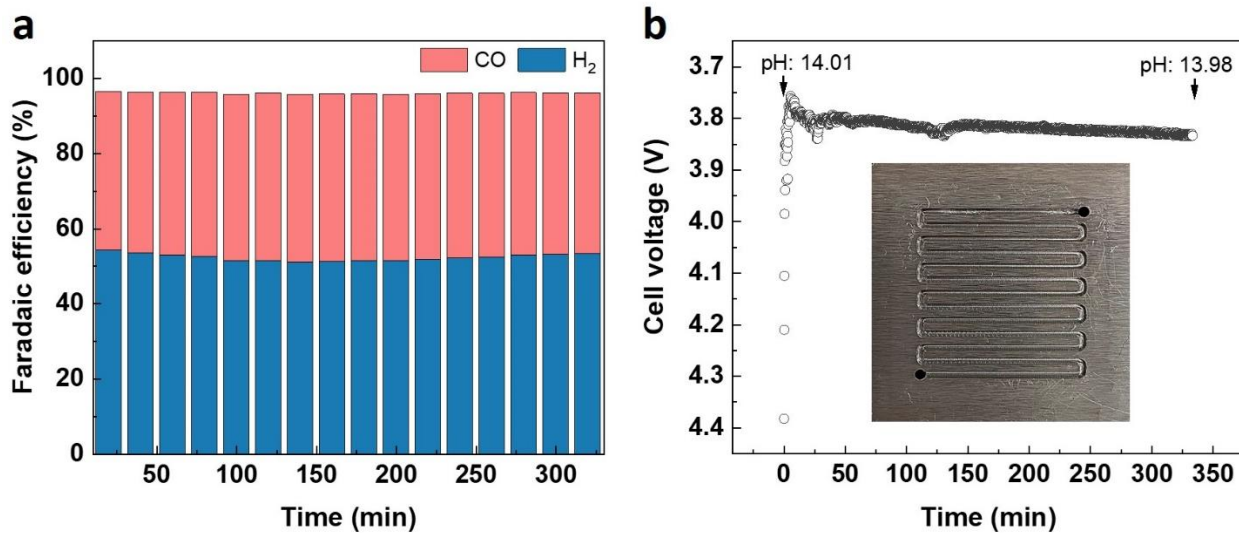 a
CO H₂
Faradaic efficiency (%)
100
80
60
40
20
0
50 100 150 200 250 300
Time (min)
b
pH: 14.01
pH: 13.98
Cell voltage (V)
3.7
3.8
3.9
4.0
4.1
4.2
4.3
4.4
0 50 100 150 200 250 300 350
Time (min)